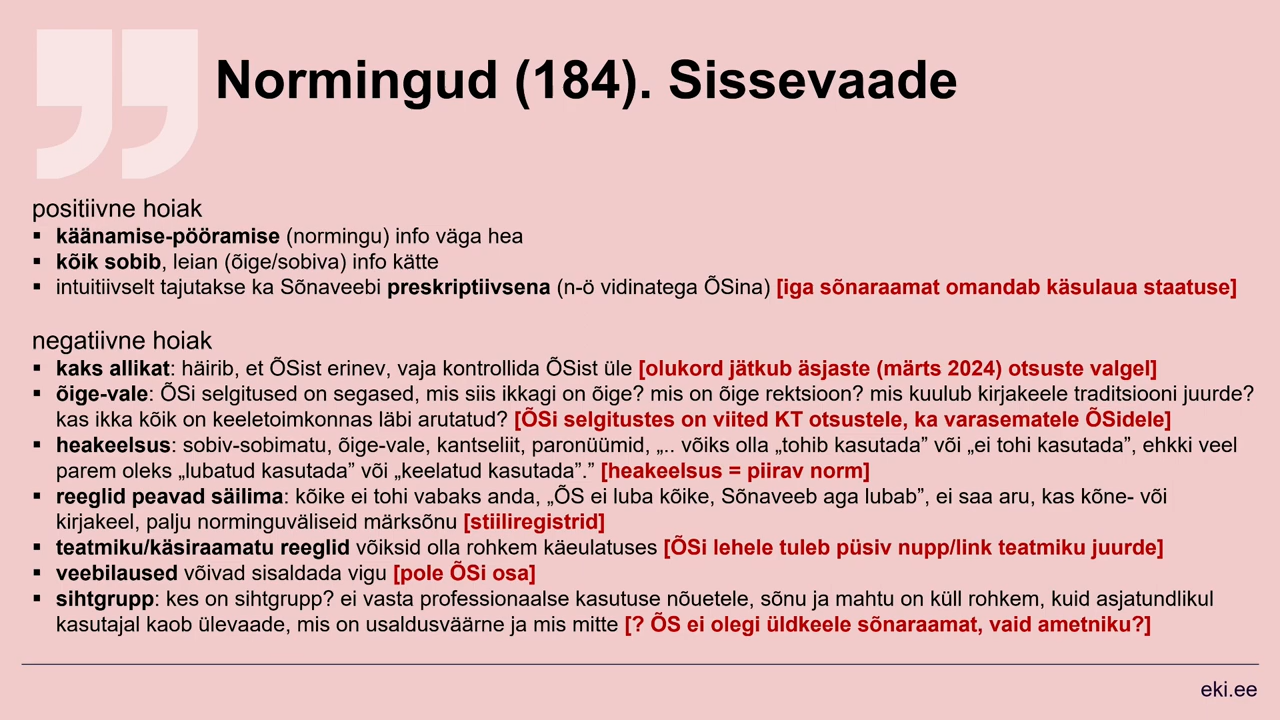 Normingud (184). Sissevaade
positiivne hoiak
▪ käänamise-pööramise (normingu) info väga hea
▪ kõik sobib, leian (õige/sobiva) info kätte
▪ intuitiivselt tajutakse ka Sõnaveebi preskriptiivsena (n-ö vidinatega ÕSina) [iga sõnaraamat omandab käsulaua staatuse]
negatiivne hoiak
▪ kaks allikat: häirib, et ÕSist erinev, vaja kontrollida ÕSist üle [olukord jätkub äsjaste (märts 2024) otsuste valgel]
▪ õige-vale: ÕSi selgitused on segased, mis siis ikkagi on õige? mis on õige rektsioon? mis kuulub kirjakeele traditsiooni juurde?
kas ikka kõik on keeletoimkonnas läbi arutatud? [ÕSi selgitustes on viited KT otsustele, ka varasematele ÕSidele]
▪ heakeelsus: sobiv-sobimatu, õige-vale, kantseliit, paronüümid, „.. võiks olla „tohib kasutada” või „ei tohi kasutada”, ehkki veel
parem oleks „lubatud kasutada” või „keelatud kasutada”.” [heakeelsus = piirav norm]
▪ reeglid peavad säilima: kõike ei tohi vabaks anda, „ÕS ei luba kõike, Sõnaveeb aga lubab”, ei saa aru, kas kõne- või
kirjakeel, palju norminguväliseid märksõnu [stiiliregistrid]
▪ teatmiku/käsiraamatu reeglid võiksid olla rohkem käeulatuses [ÕSi lehele tuleb püsiv nupp/link teatmiku juurde]
▪ veebilaused võivad sisaldada vigu [pole ÕSi osa]
▪ sihtgrupp: kes on sihtgrupp? ei vasta professionaalse kasutuse nõuetele, sõnu ja mahtu on küll rohkem, kuid asjatundlikul
kasutajal kaob ülevaade, mis on usaldusväärne ja mis mitte [? ÕS ei olegi üldkeele sõnaraamat, vaid ametniku?]
eki.ee